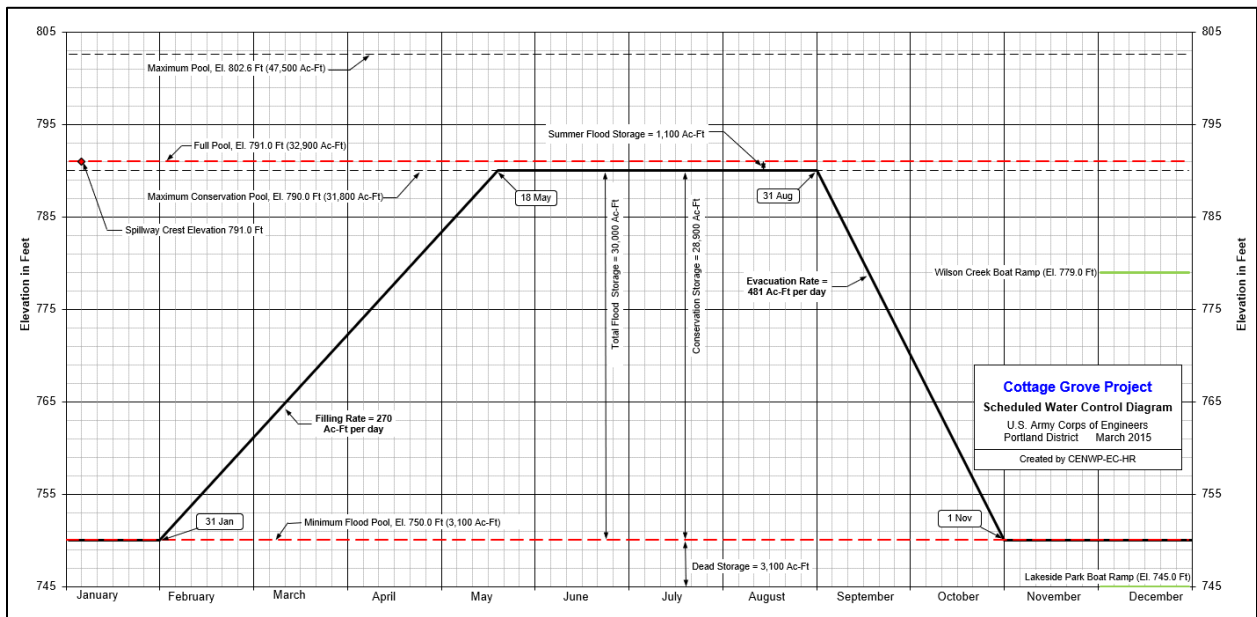 805
805
Maximum Pool, El. 802.6 Ft (47,500 Ac-Ft)
795
795
Summer Flood Storage = 1,100 Ac-Ft
Full Pool, El. 791.0 Ft (32,900 Ac-Ft)
Maximum Conservation Pool, El. 790.0 Ft (31,800 Ac-Ft)
18 May
31 Aug
785
785
Spillway Crest Elevation 791.0 Ft
Elevation in Feet
Total Flood Storage = 30,000 Ac-Ft
Conservation Storage = 28,900 Ac-Ft
Evacuation Rate =
481 Ac-Ft per day
Wilson Creek Boat Ramp (El. 779.0 Ft)
Elevation in Feet
775
775
765
765
Filling Rate = 270
Ac-Ft per day
Cottage Grove Project
Scheduled Water Control Diagram
U.S. Army Corps of Engineers
Portland District March 2015
Created by CENWP-EC-HR
755
755
31 Jan
Minimum Flood Pool, El. 750.0 Ft (3,100 Ac-Ft)
1 Nov
Dead Storage = 3,100 Ac-Ft
Lakeside Park Boat Ramp (El. 745.0 Ft)
745
745
January February March April May June July August September October November December